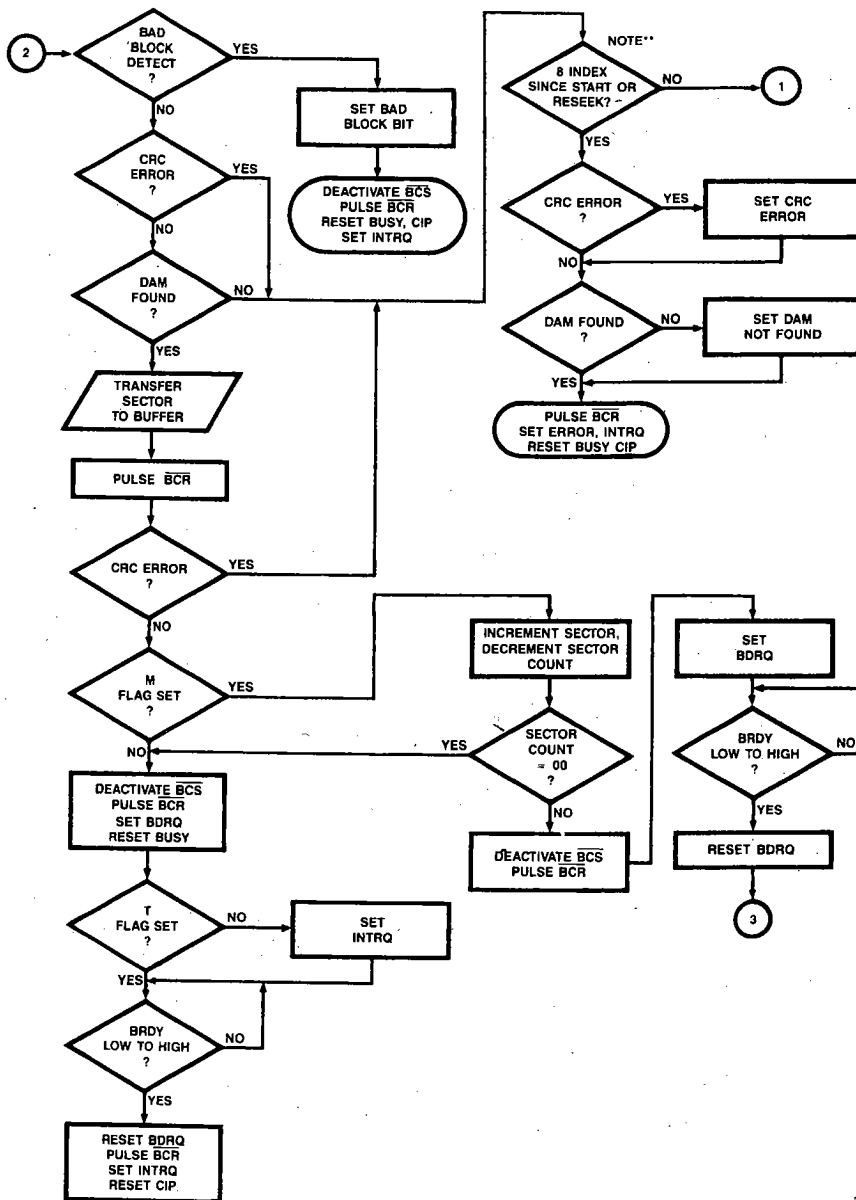 2
BAD
BLOCK
DETECT
?
YES
NO
SET BAD
BLOCK BIT
DEACTIVATE BCS
PULSE BCR
RESET BUSY, CIP
SET INTRQ
CRC
ERROR
?
YES
NO
DAM
FOUND
?
NO
YES
TRANSFER
SECTOR
TO BUFFER
PULSE BCR
CRC ERROR
?
YES
NO
M
FLAG SET
?
YES
NO
DEACTIVATE BCS
PULSE BCR
SET BDRQ
RESET BUSY
T
FLAG SET
?
NO
YES
SET
INTRQ
BRDY
LOW TO HIGH
?
NO
YES
RESET BDRQ
PULSE BCR
SET INTRQ
RESET CIP
NOTE**
8 INDEX
SINCE START OR
RESEEK?
NO
1
YES
CRC ERROR
?
YES
NO
SET CRC
ERROR
DAM FOUND
?
NO
YES
SET DAM
NOT FOUND
PULSE BCR
SET ERROR, INTRQ
RESET BUSY CIP
INCREMENT SECTOR,
DECREMENT SECTOR
COUNT
SECTOR
COUNT
= 00
?
YES
NO
DEACTIVATE BCS
PULSE BCR
SET
BDRQ
BRDY
LOW TO HIGH
?
NO
YES
RESET BDRQ
3